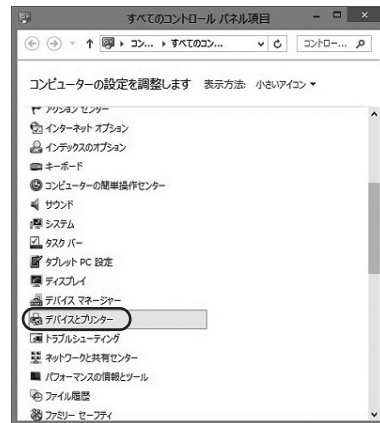 すべてのコントロール パネル項目
コン... すべてのコン... コントロー...
コンピューターの設定を調整します 表示方法: 小さいアイコン
アクション センター
インターネット オプション
インデックスのオプション
キーボード
コンピューターの簡単操作センター
サウンド
システム
タスク バー
タブレット PC 設定
ディスプレイ
デバイス マネージャー
デバイスとプリンター
トラブルシューティング
ネットワークと共有センター
パフォーマンスの情報とツール
ファイル履歴
ファミリー セーフティ